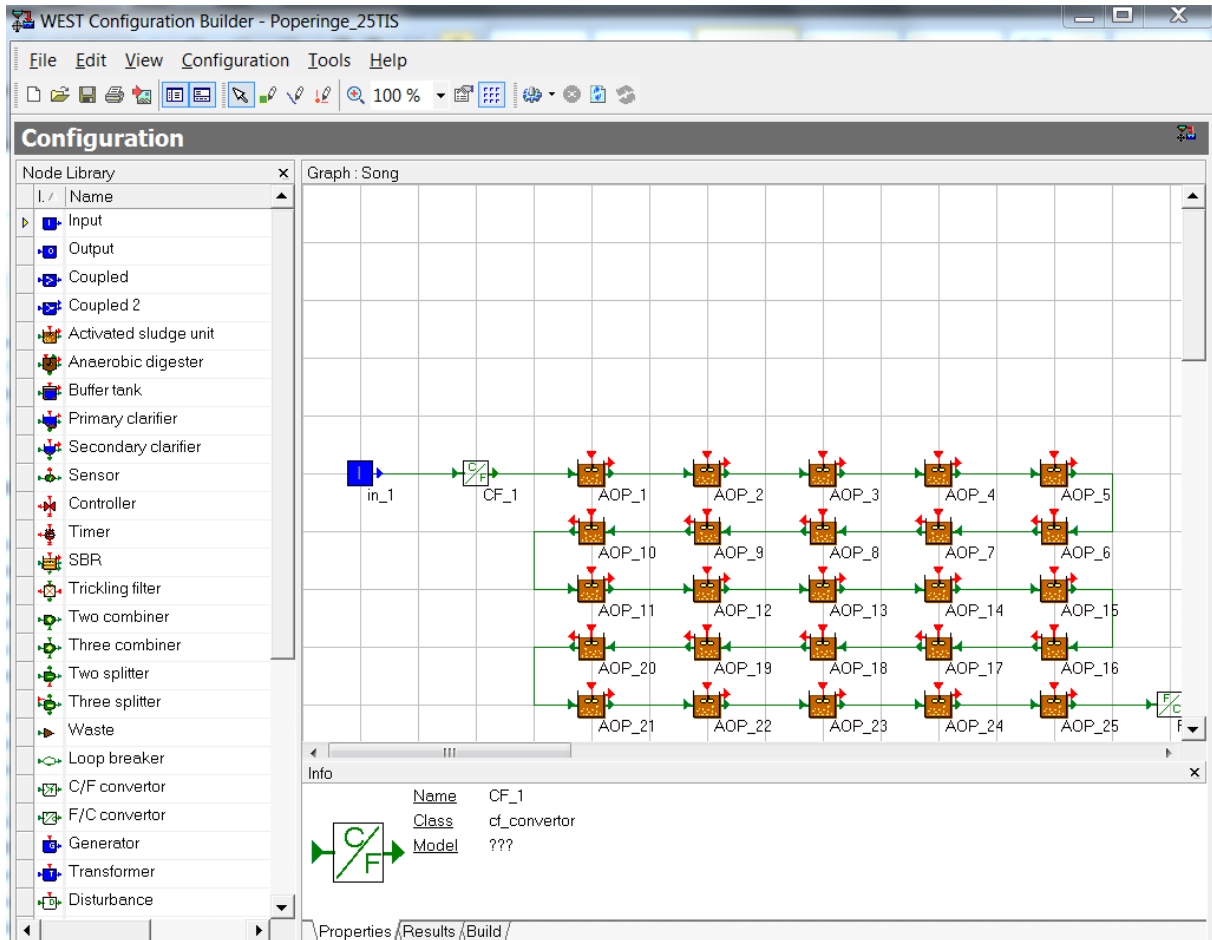 WEST Configuration Builder - Poperinge_25TIS
File Edit View Configuration Tools Help
100 %
Configuration
Node Library
Graph : Song
I. Name
Input
Output
Coupled
Coupled 2
Activated sludge unit
Anaerobic digester
Buffer tank
Primary clarifier
Secondary clarifier
Sensor
Controller
Timer
SBR
Trickling filter
Two combiner
Three combiner
Two splitter
Three splitter
Waste
Loop breaker
C/F convertor
F/C convertor
Generator
Transformer
Disturbance
I C/F
in_1 CF_1 AOP_1 AOP_2 AOP_3 AOP_4 AOP_5
AOP_10 AOP_9 AOP_8 AOP_7 AOP_6
AOP_11 AOP_12 AOP_13 AOP_14 AOP_15
AOP_20 AOP_19 AOP_18 AOP_17 AOP_16
F/C
AOP_21 AOP_22 AOP_23 AOP_24 AOP_25
Info
Name CF_1
Class cf_convertor
Model ???
C/F
Properties Results Build